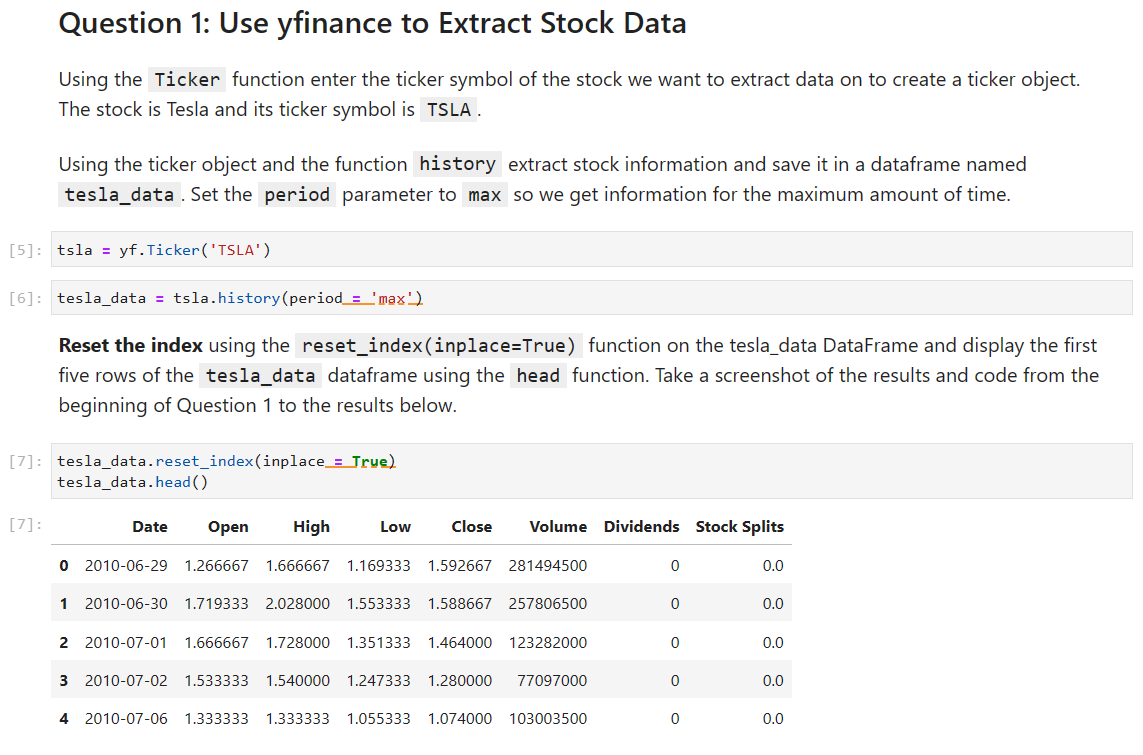 Question 1: Use yfinance to Extract Stock Data
Using the Ticker function enter the ticker symbol of the stock we want to extract data on to create a ticker object.
The stock is Tesla and its ticker symbol is TSLA.
Using the ticker object and the function history extract stock information and save it in a dataframe named
tesla_data. Set the period parameter to max so we get information for the maximum amount of time.
[5]: tsla = yf.Ticker('TSLA')
[6]: tesla_data = tsla.history(period = 'max')
Reset the index using the reset_index(inplace=True) function on the tesla_data DataFrame and display the first
five rows of the tesla_data dataframe using the head function. Take a screenshot of the results and code from the
beginning of Question 1 to the results below.
[7]: tesla_data.reset_index(inplace = True)
tesla_data.head()
[7]: Date Open High Low Close Volume Dividends Stock Splits
0 2010-06-29 1.266667 1.666667 1.169333 1.592667 281494500 0 0.0
1 2010-06-30 1.719333 2.028000 1.553333 1.588667 257806500 0 0.0
2 2010-07-01 1.666667 1.728000 1.351333 1.464000 123282000 0 0.0
3 2010-07-02 1.533333 1.540000 1.247333 1.280000 77097000 0 0.0
4 2010-07-06 1.333333 1.333333 1.055333 1.074000 103003500 0 0.0